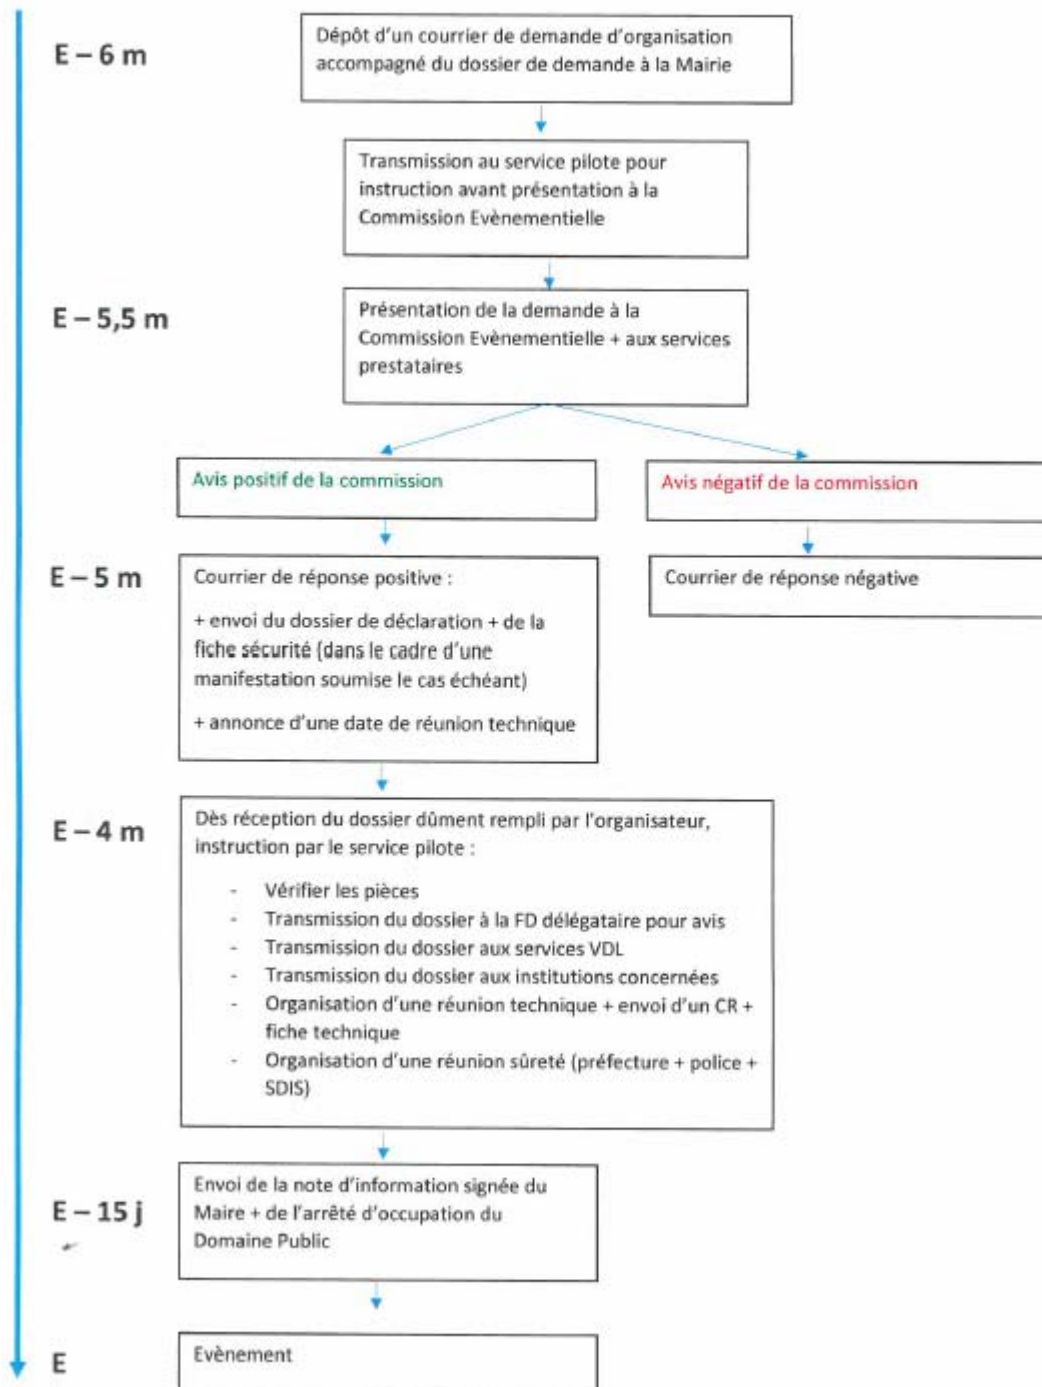 E – 6 m
Dépôt d'un courrier de demande d'organisation
accompagné du dossier de demande à la Mairie
Transmission au service pilote pour
instruction avant présentation à la
Commission Evènementielle
E – 5,5 m
Présentation de la demande à la
Commission Evènementielle + aux services
prestataires
Avis positif de la commission
Avis négatif de la commission
E – 5 m
Courrier de réponse positive :
+ envoi du dossier de déclaration + de la
fiche sécurité (dans le cadre d'une
manifestation soumise le cas échéant)
+ annonce d'une date de réunion technique
Courrier de réponse négative
E – 4 m
Dès réception du dossier dûment rempli par l'organisateur,
instruction par le service pilote :
- Vérifier les pièces
- Transmission du dossier à la FD délégataire pour avis
- Transmission du dossier aux services VDL
- Transmission du dossier aux institutions concernées
- Organisation d'une réunion technique + envoi d'un CR +
fiche technique
- Organisation d'une réunion sûreté (préfecture + police +
SDIS)
E – 15 j
Envoi de la note d'information signée du
Maire + de l'arrêté d'occupation du
Domaine Public
E
Evènement